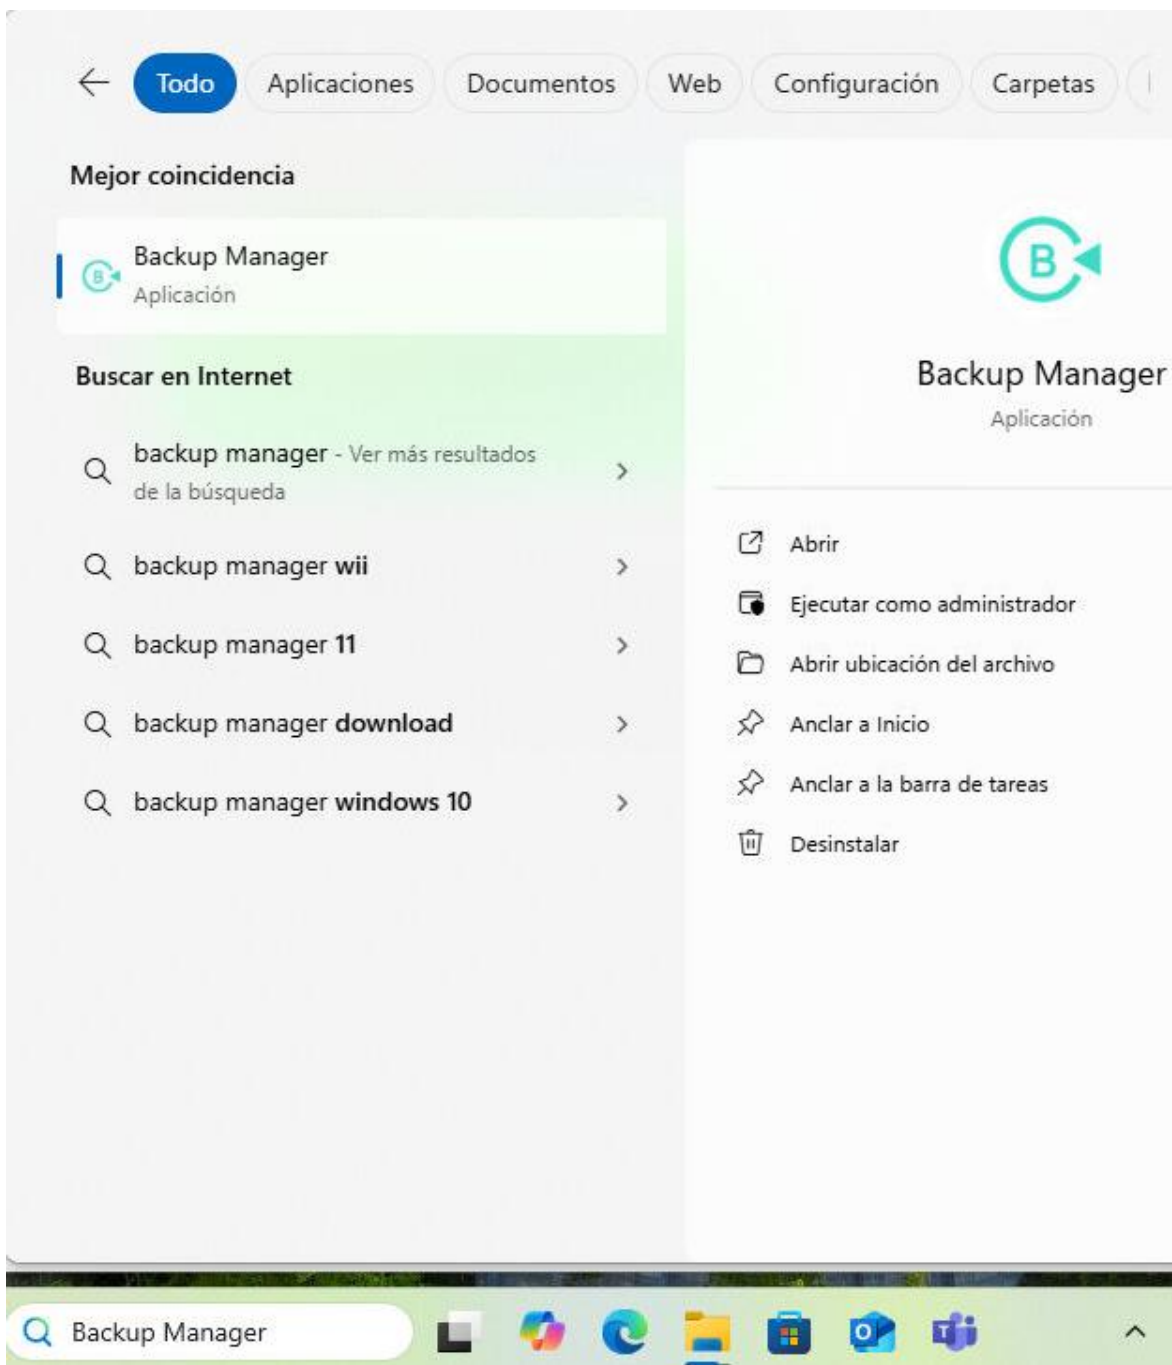 Todo
Aplicaciones
Documentos
Web
Configuración
Carpetas
Mejor coincidencia
B
Backup Manager
Aplicación
Buscar en Internet
backup manager - Ver más resultados
de la búsqueda
backup manager wii
backup manager 11
backup manager download
backup manager windows 10
B
Backup Manager
Aplicación
Abrir
Ejecutar como administrador
Abrir ubicación del archivo
Anclar a Inicio
Anclar a la barra de tareas
Desinstalar
Backup Manager